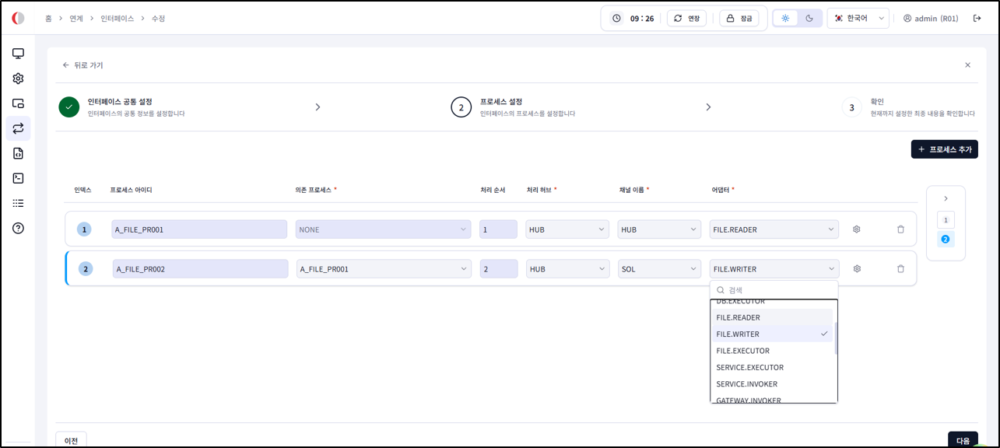 홈 > 연계 > 인터페이스 > 수정
09 : 26
연장
잠금
한국어
admin (R01)
뒤로 가기
인터페이스 공통 설정
인터페이스의 공통 정보를 설정합니다
2
프로세스 설정
인터페이스의 프로세스를 설정합니다
3
확인
현재까지 설정한 최종 내용을 확인합니다
+ 프로세스 추가
인덱스 프로세스 아이디 의존 프로세스 * 처리 순서 처리 허브 * 채널 이름 * 어댑터 *
1 A_FILE_PR001 NONE 1 HUB HUB FILE.READER
2 A_FILE_PR002 A_FILE_PR001 2 HUB SOL FILE.WRITER
1
2
검색
DB.EXECUTOR
FILE.READER
FILE.WRITER
FILE.EXECUTOR
SERVICE.EXECUTOR
SERVICE.INVOKER
GATEWAY.INVOKER
이전
다음